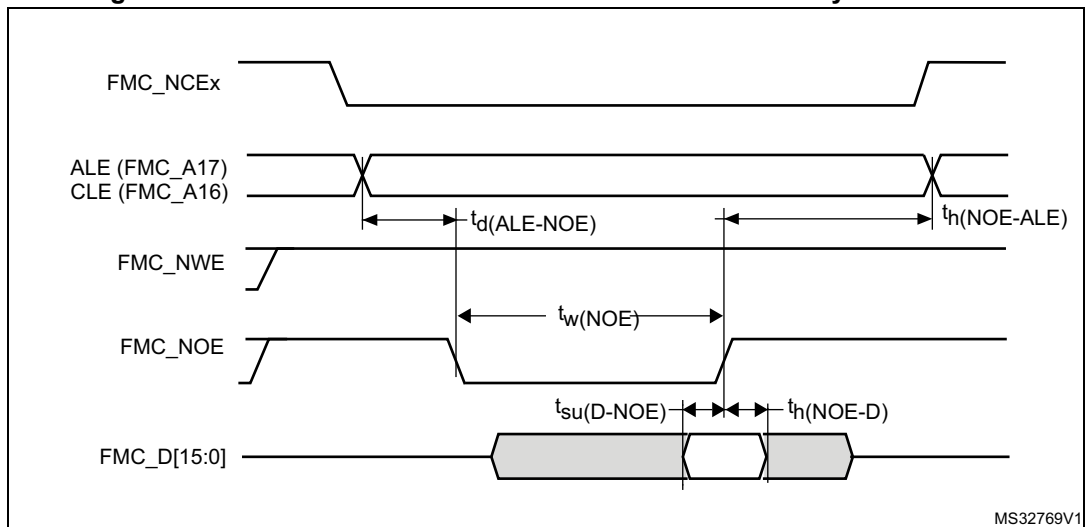 FMC_NCEx
ALE (FMC_A17)
CLE (FMC_A16)
td(ALE-NOE)
th(NOE-ALE)
FMC_NWE
tw(NOE)
FMC_NOE
tsu(D-NOE)
th(NOE-D)
FMC_D[15:0]
MS32769V1